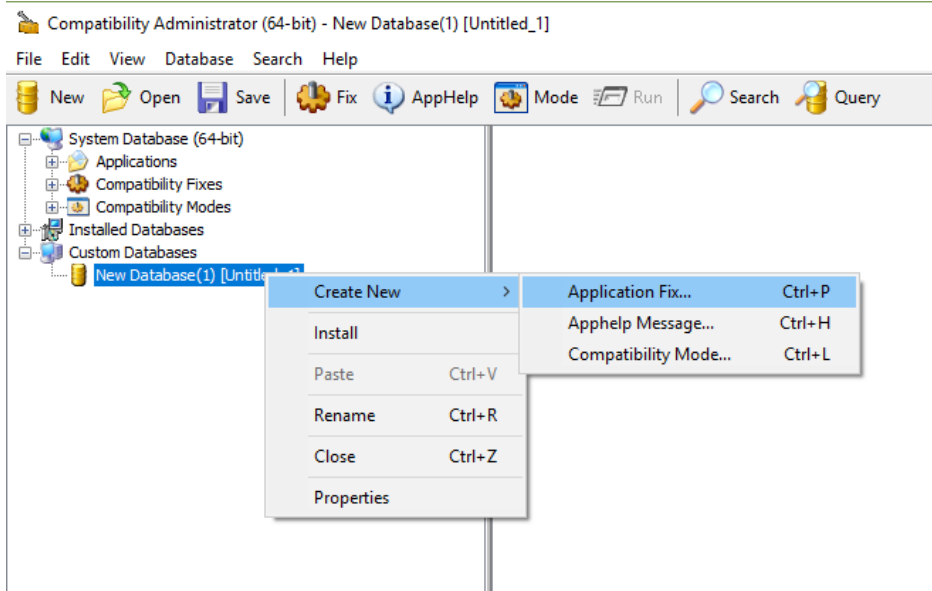 Compatibility Administrator (64-bit) - New Database(1) [Untitled_1]
File Edit View Database Search Help
New Open Save Fix AppHelp Mode Run Search Query
System Database (64-bit)
Applications
Compatibility Fixes
Compatibility Modes
Installed Databases
Custom Databases
New Database(1) [Untitled_1]
Create New > Application Fix... Ctrl+P
Apphelp Message... Ctrl+H
Install
Compatibility Mode... Ctrl+L
Paste Ctrl+V
Rename Ctrl+R
Close Ctrl+Z
Properties